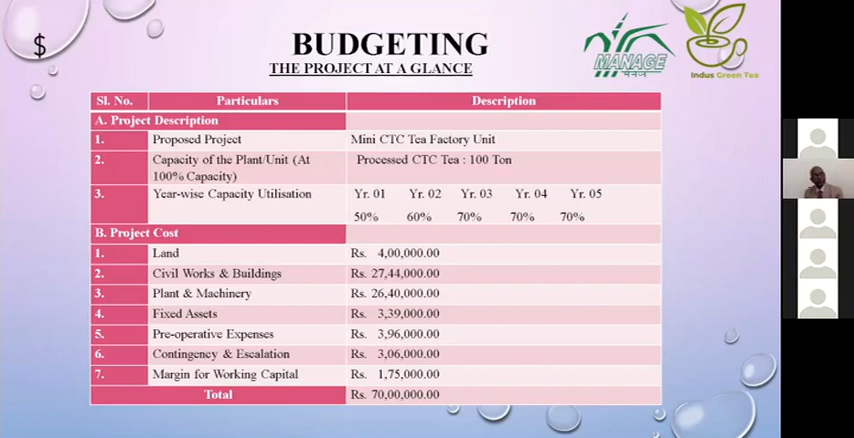 $
BUDGETING
THE PROJECT AT A GLANCE
MANAGE
मैनेज
Indus Green Tea
Sl. No. Particulars Description
A. Project Description
1. Proposed Project Mini CTC Tea Factory Unit
2. Capacity of the Plant/Unit (At Processed CTC Tea : 100 Ton
100% Capacity)
3. Year-wise Capacity Utilisation Yr. 01 Yr. 02 Yr. 03 Yr. 04 Yr. 05
50% 60% 70% 70% 70%
B. Project Cost
1. Land Rs. 4,00,000.00
2. Civil Works & Buildings Rs. 27,44,000.00
3. Plant & Machinery Rs. 26,40,000.00
4. Fixed Assets Rs. 3,39,000.00
5. Pre-operative Expenses Rs. 3,96,000.00
6. Contingency & Escalation Rs. 3,06,000.00
7. Margin for Working Capital Rs. 1,75,000.00
Total Rs. 70,00,000.00